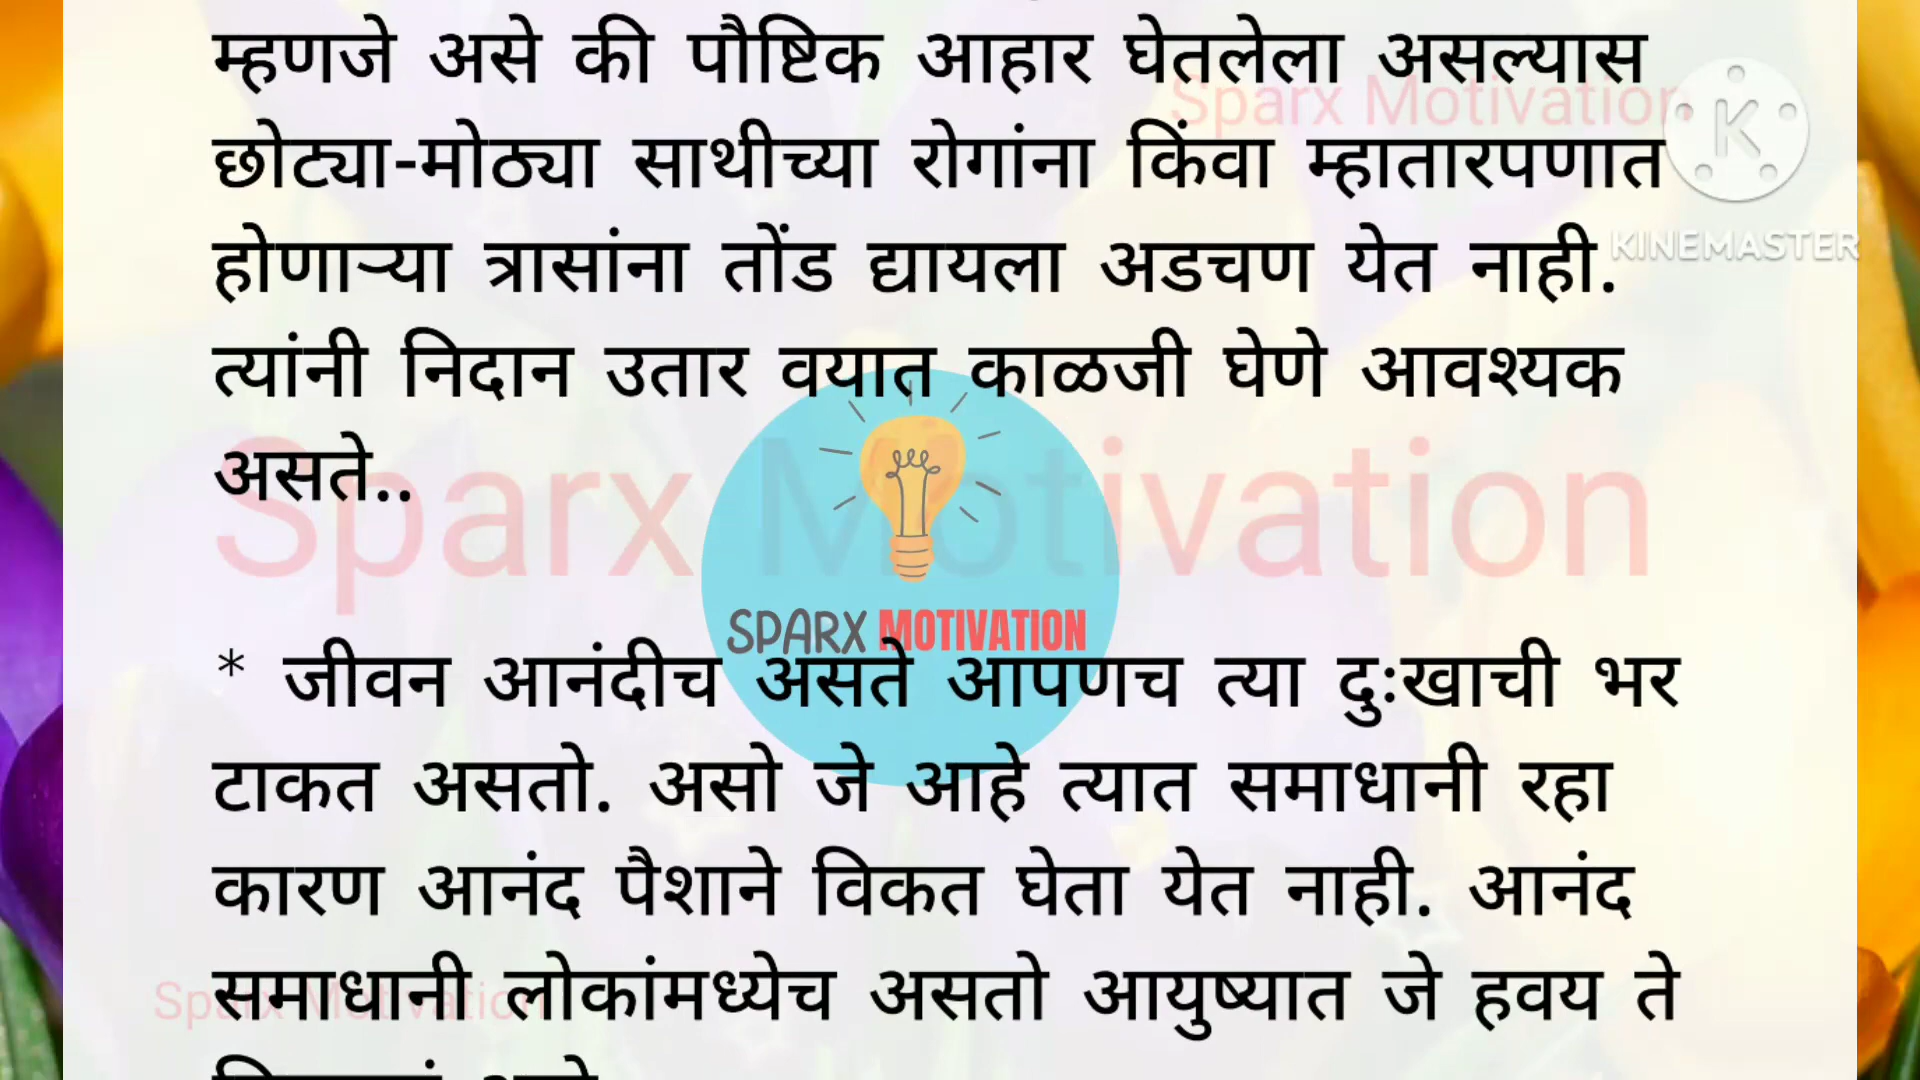 म्हणजे असे की पौष्टिक आहार घेतलेला असल्यास
Sparx Motivation
छोट्या-मोठ्या साथीच्या रोगांना किंवा म्हातारपणात
K
होणाऱ्या त्रासांना तोंड द्यायला अडचण येत नाही.
KINEMASTER
त्यांनी निदान उतार वयात काळजी घेणे आवश्यक
असते..
Sparx Motivation
SPARX MOTIVATION
* जीवन आनंदीच असते आपणच त्या दुःखाची भर
टाकत असतो. असो जे आहे त्यात समाधानी रहा
कारण आनंद पैशाने विकत घेता येत नाही. आनंद
समाधानी लोकांमध्येच असतो आयुष्यात जे हवय ते
Sparx Motivation